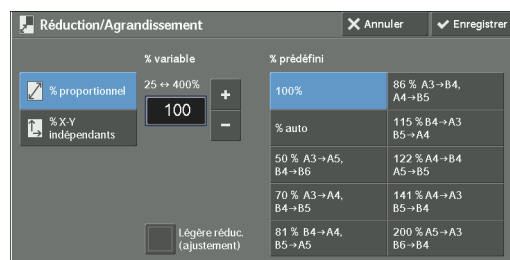 Réduction/Agrandissement
Annuler
Enregistrer
% variable
% prédéfini
% proportionnel
25 ↔ 400%
+
100
-
% X-Y
indépendants
Légère réduc.
(ajustement)
100%
86 % A3→B4,
A4→B5
% auto
115 % B4→A3
B5→A4
50 % A3→A5,
B4→B6
122 % A4→B4
A5→B5
70 % A3→A4,
B4→B5
141 % A4→A3
B5→B4
81 % B4→A4,
B5→A5
200 % A5→A3
B6→B4